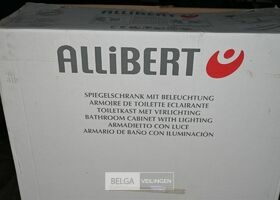 ALLiBERT
SPIEGELSCHRANK MIT BELEUCHTUNG
ARMOIRE DE TOILETTE ECLAIRANTE
TOILETKAST MET VERLICHTING
BATHROOM CABINET WITH LIGHTING
ARMADIETTO CON LUCE
ARMARIO DE BAÑO CON ILUMINACIÓN
BELGA VEILINGEN